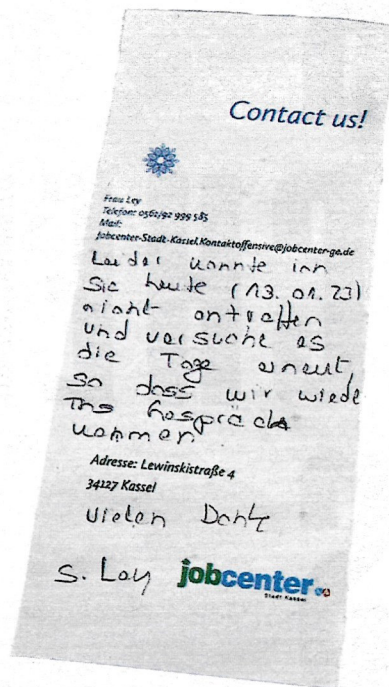 Contact us!
Frau Ley
Telefon: 0561/92 999 585
Mail:
Jobcenter-Stadt-Kassel.Kontaktoffensive@jobcenter-ge.de
Leider konnte ich
Sie heute (13. 01. 23)
nicht antreffen
und versuche es
die Tage erneut,
so dass wir wiede
ins Gespräch
kommen.
Adresse: Lewinskistraße 4
34127 Kassel
Vielen Dank
S. Ley
jobcenter
Stadt Kassel